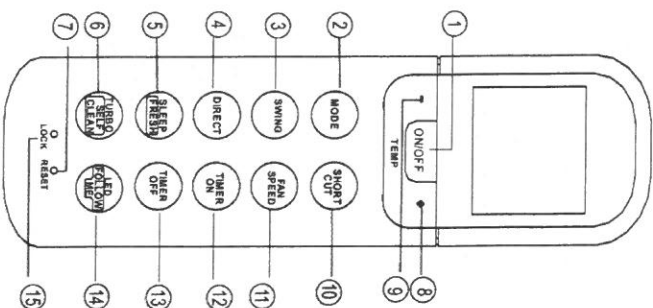 1
ON/OFF
TEMP
8
9
2
MODE
SHORT
CUT
10
3
SWING
FAN
SPEED
11
4
DIRECT
TIMER
ON
12
5
SLEEP
FRESH
TIMER
OFF
13
6
TURBO
SELF
CLEAN
LED
FOLLOW
ME
14
7
LOCK
RESET
15